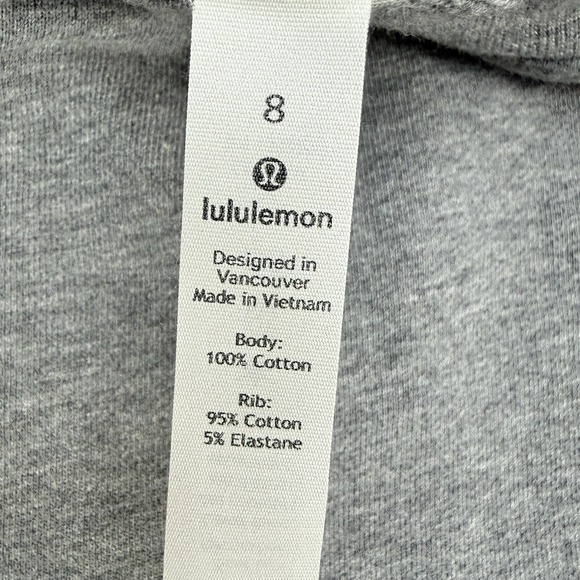 8
lululemon
Designed in
Vancouver
Made in Vietnam
Body:
100% Cotton
Rib:
95% Cotton
5% Elastane